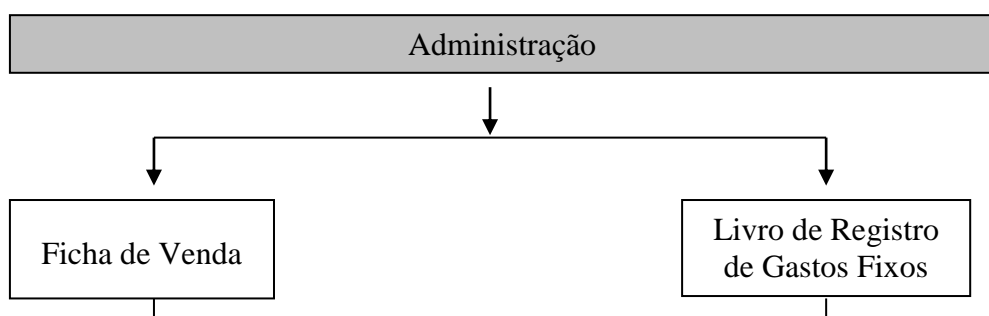 Administração
Ficha de Venda
Livro de Registro
de Gastos Fixos